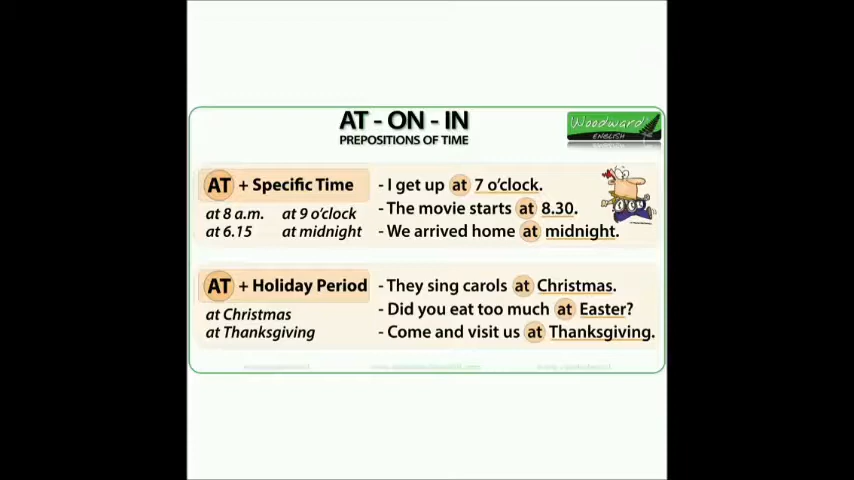 AT - ON - IN
PREPOSITIONS OF TIME
Woodward
ENGLISH
AT + Specific Time
at 8 a.m. at 9 o'clock
at 6.15 at midnight
- I get up at 7 o'clock.
- The movie starts at 8.30.
- We arrived home at midnight.
AT + Holiday Period
at Christmas
at Thanksgiving
- They sing carols at Christmas.
- Did you eat too much at Easter?
- Come and visit us at Thanksgiving.